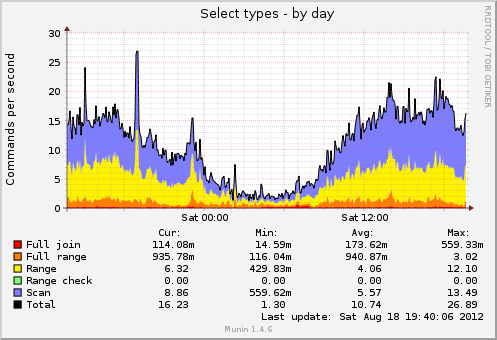 Select types - by day
RRDTOOL / TOBI OETIKER
Commands per second
30
25
20
15
10
5
0
Sat 00:00 Sat 12:00
Cur: Min: Avg: Max:
Full join 114.08m 14.59m 173.62m 559.33m
Full range 935.78m 116.04m 940.87m 3.02
Range 6.32 429.83m 4.06 12.10
Range check 0.00 0.00 0.00 0.00
Scan 8.86 559.62m 5.57 13.49
Total 16.23 1.30 10.74 26.89
Last update: Sat Aug 18 19:40:06 2012
Munin 1.4.6